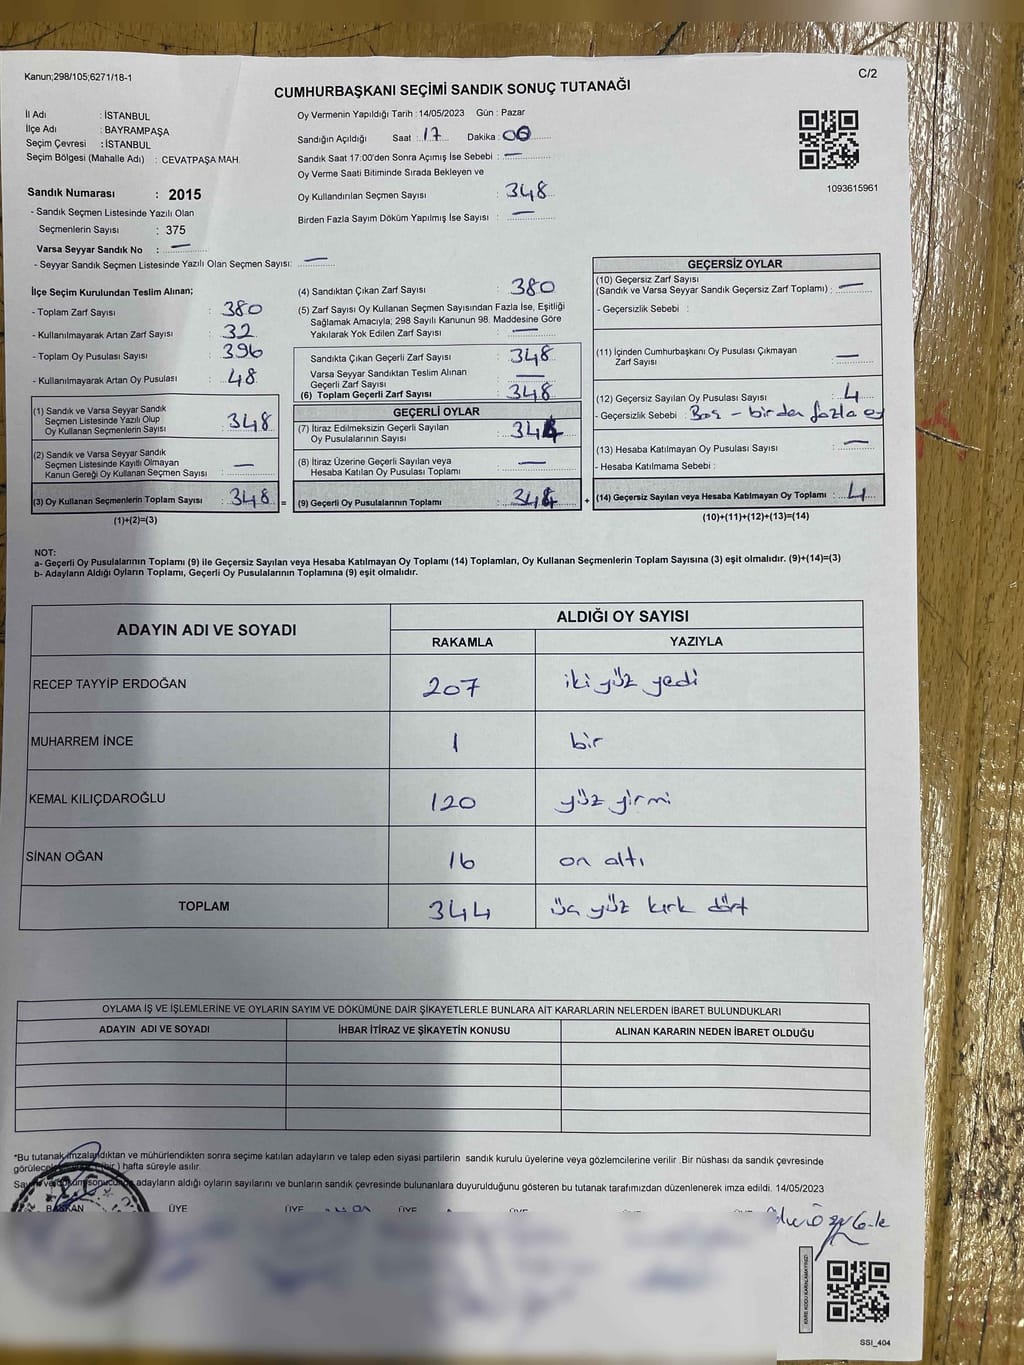 Kanun;298/105;6271/18-1
C/2
CUMHURBAŞKANI SEÇİMİ SANDIK SONUÇ TUTANAĞI
İl Adı : İSTANBUL
İlçe Adı : BAYRAMPAŞA
Seçim Çevresi : İSTANBUL
Seçim Bölgesi (Mahalle Adı) : CEVATPAŞA MAH.
Sandık Numarası : 2015
- Sandık Seçmen Listesinde Yazılı Olan
Seçmenlerin Sayısı : 375
Varsa Seyyar Sandık No : —
- Seyyar Sandık Seçmen Listesinde Yazılı Olan Seçmen Sayısı: —
Oy Vermenin Yapıldığı Tarih : 14/05/2023 Gün : Pazar
Sandığın Açıldığı Saat : 17 Dakika : 00
Sandık Saat 17:00'den Sonra Açımış İse Sebebi : —
Oy Verme Saati Bitiminde Sırada Bekleyen ve
Oy Kullandırılan Seçmen Sayısı : 348
Birden Fazla Sayım Döküm Yapılmış İse Sayısı : —
1093615961
İlçe Seçim Kurulundan Teslim Alınan;
- Toplam Zarf Sayısı : 380
- Kullanılmayarak Artan Zarf Sayısı : 32
- Toplam Oy Pusulası Sayısı : 396
- Kullanılmayarak Artan Oy Pusulası : 48
(1) Sandık ve Varsa Seyyar Sandık
Seçmen Listesinde Yazılı Olup
Oy Kullanan Seçmenlerin Sayısı : 348
(2) Sandık ve Varsa Seyyar Sandık
Seçmen Listesinde Kayıtlı Olmayan
Kanun Gereği Oy Kullanan Seçmen Sayısı : —
(3) Oy Kullanan Seçmenlerin Toplam Sayısı : 348 =
(1)+(2)=(3)
(4) Sandıktan Çıkan Zarf Sayısı : 380
(5) Zarf Sayısı Oy Kullanan Seçmen Sayısından Fazla İse, Eşitliği
Sağlamak Amacıyla; 298 Sayılı Kanunun 98. Maddesine Göre
Yakılarak Yok Edilen Zarf Sayısı : —
Sandıkta Çıkan Geçerli Zarf Sayısı : 348
Varsa Seyyar Sandıktan Teslim Alınan
Geçerli Zarf Sayısı : —
(6) Toplam Geçerli Zarf Sayısı : 348
GEÇERLİ OYLAR
(7) İtiraz Edilmeksizin Geçerli Sayılan
Oy Pusulalarının Sayısı : 344
(8) İtiraz Üzerine Geçerli Sayılan veya
Hesaba Katılan Oy Pusulası Toplamı : —
(9) Geçerli Oy Pusulalarının Toplamı : 344 +
GEÇERSİZ OYLAR
(10) Geçersiz Zarf Sayısı
(Sandık ve Varsa Seyyar Sandık Geçersiz Zarf Toplamı) : —
- Geçersizlik Sebebi :
(11) İçinden Cumhurbaşkanı Oy Pusulası Çıkmayan
Zarf Sayısı : —
(12) Geçersiz Sayılan Oy Pusulası Sayısı : 4
- Geçersizlik Sebebi : Boş - birden fazla ey
(13) Hesaba Katılmayan Oy Pusulası Sayısı : —
- Hesaba Katılmama Sebebi :
(14) Geçersiz Sayılan veya Hesaba Katılmayan Oy Toplamı : 4
(10)+(11)+(12)+(13)=(14)
NOT:
a- Geçerli Oy Pusulalarının Toplamı (9) ile Geçersiz Sayılan veya Hesaba Katılmayan Oy Toplamı (14) Toplamları, Oy Kullanan Seçmenlerin Toplam Sayısına (3) eşit olmalıdır. (9)+(14)=(3)
b- Adayların Aldığı Oyların Toplamı, Geçerli Oy Pusulalarının Toplamına (9) eşit olmalıdır.
ADAYIN ADI VE SOYADI ALDIĞI OY SAYISI
RAKAMLA YAZIYLA
RECEP TAYYİP ERDOĞAN 207 iki yüz yedi
MUHARREM İNCE 1 bir
KEMAL KILIÇDAROĞLU 120 yüz yirmi
SİNAN OĞAN 16 on altı
TOPLAM 344 üç yüz kırk dört
OYLAMA İŞ VE İŞLEMLERİNE VE OYLARIN SAYIM VE DÖKÜMÜNE DAİR ŞİKAYETLERLE BUNLARA AİT KARARLARIN NELERDEN İBARET BULUNDUKLARI
ADAYIN ADI VE SOYADI İHBAR İTİRAZ VE ŞİKAYETİN KONUSU ALINAN KARARIN NEDEN İBARET OLDUĞU
*Bu tutanak imzalandıktan ve mühürlendikten sonra seçime katılan adayların ve talep eden siyasi partilerin sandık kurulu üyelerine veya gözlemcilerine verilir .Bir nüshası da sandık çevresinde
görülecek (bir ) hafta süreyle asılır.
Sayım ve döküm sonucunda adayların aldığı oyların sayılarını ve bunların sandık çevresinde bulunanlara duyurulduğunu gösteren bu tutanak tarafımızdan düzenlenerek imza edildi. 14/05/2023
BAŞKAN ÜYE ÜYE ÜYE ÜYE
SSİ_404